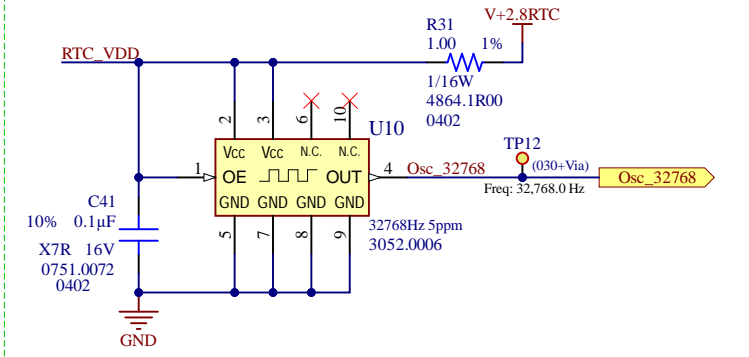 V+2.8RTC
R31
1.00 1%
RTC_VDD
1/16W
4864.1R00
0402
2
3
6
10
U10
TP12
(030+Via)
Vcc Vcc N.C. N.C.
1
OE OUT
4
Osc_32768
Osc_32768
Freq: 32,768.0 Hz
GND GND GND GND
C41
10% 0.1µF
X7R 16V
0751.0072
0402
5
7
8
9
32768Hz 5ppm
3052.0006
GND